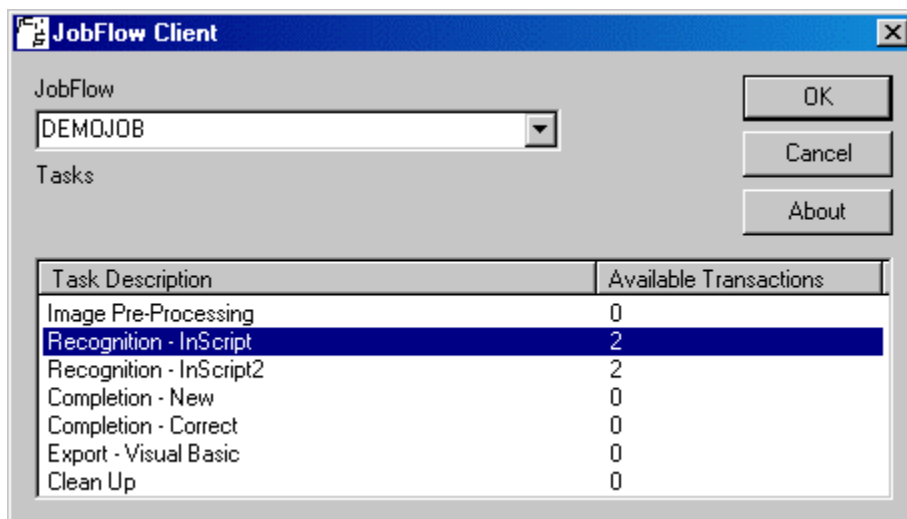 JobFlow Client
JobFlow
DEMOJOB
Tasks
OK
Cancel
About
Task Description Available Transactions
Image Pre-Processing 0
Recognition - InScript 2
Recognition - InScript2 2
Completion - New 0
Completion - Correct 0
Export - Visual Basic 0
Clean Up 0